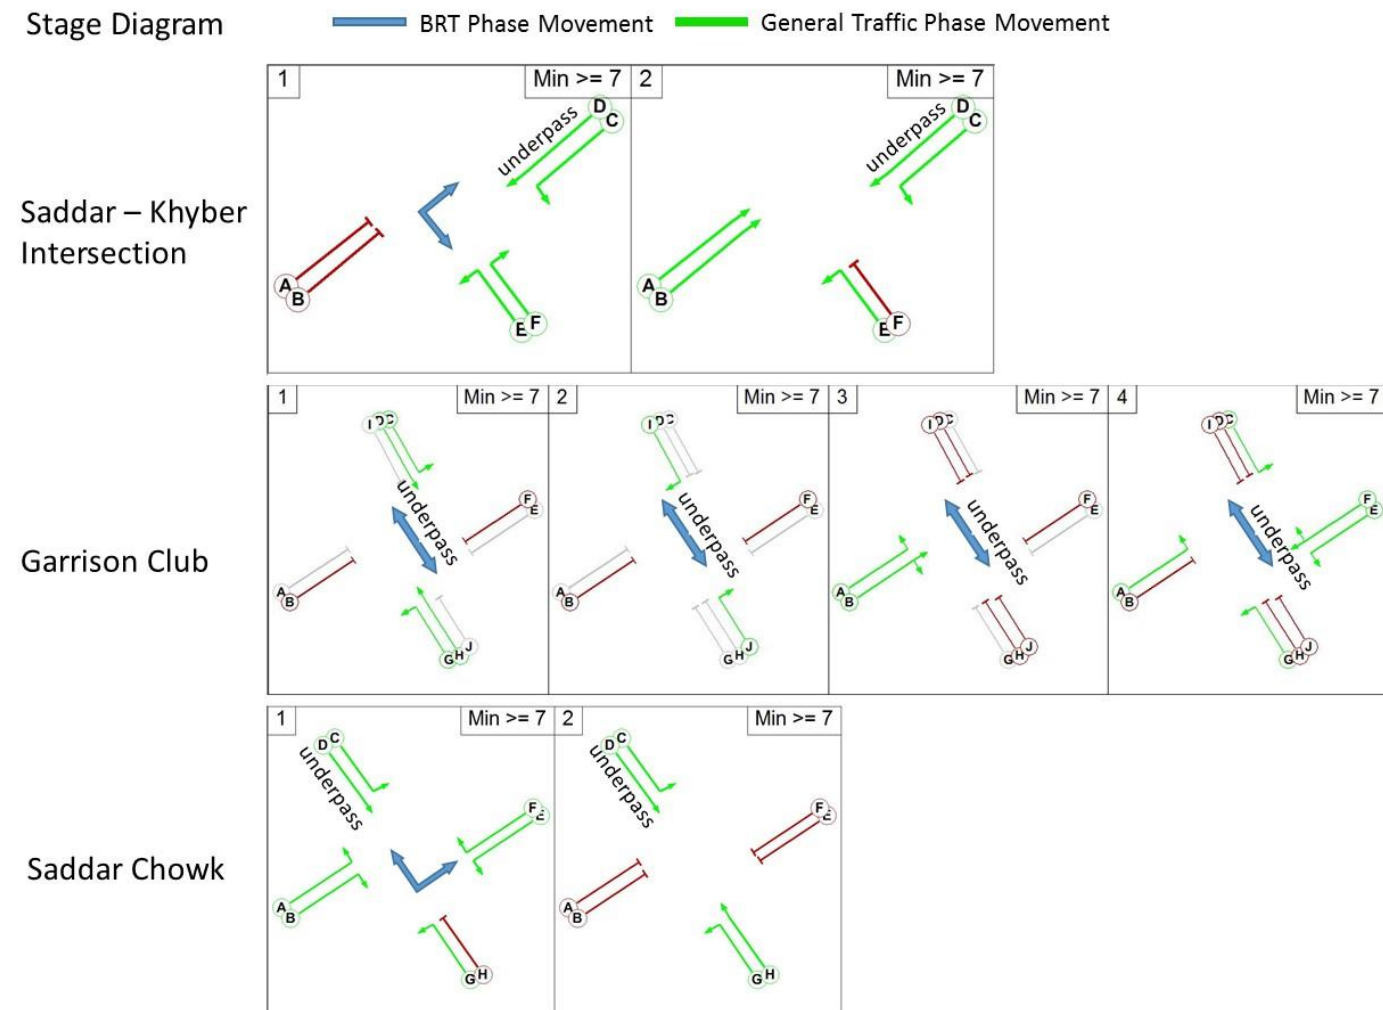 Stage Diagram
BRT Phase Movement
General Traffic Phase Movement
Saddar – Khyber
Intersection
1
Min >= 7
D
C
underpass
A
B
E
F
2
Min >= 7
D
C
underpass
A
B
E
F
Garrison Club
1
Min >= 7
I
D
C
underpass
F
E
A
B
G
H
J
2
Min >= 7
I
D
C
underpass
F
E
A
B
G
H
J
3
Min >= 7
I
D
C
underpass
F
E
A
B
G
H
J
4
Min >= 7
I
D
C
underpass
F
E
A
B
G
H
J
Saddar Chowk
1
Min >= 7
D
C
underpass
F
E
A
B
G
H
2
Min >= 7
D
C
underpass
F
E
A
B
G
H